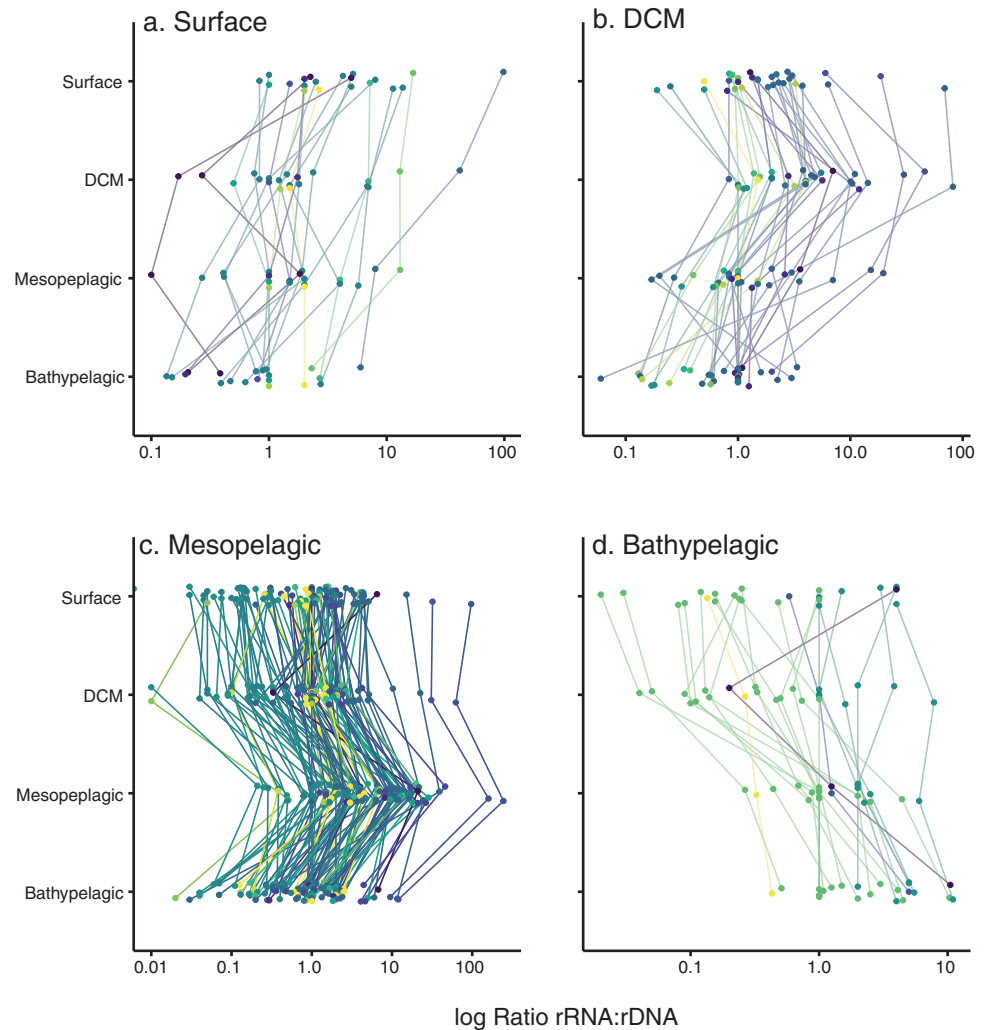 a. Surface
b. DCM
Surface
DCM
Mesopeplagic
Bathypelagic
0.1 1 10 100
0.1 1.0 10.0 100
c. Mesopelagic
d. Bathypelagic
Surface
DCM
Mesopeplagic
Bathypelagic
0.01 0.1 1.0 10 100
0.1 1.0 10
log Ratio rRNA:rDNA